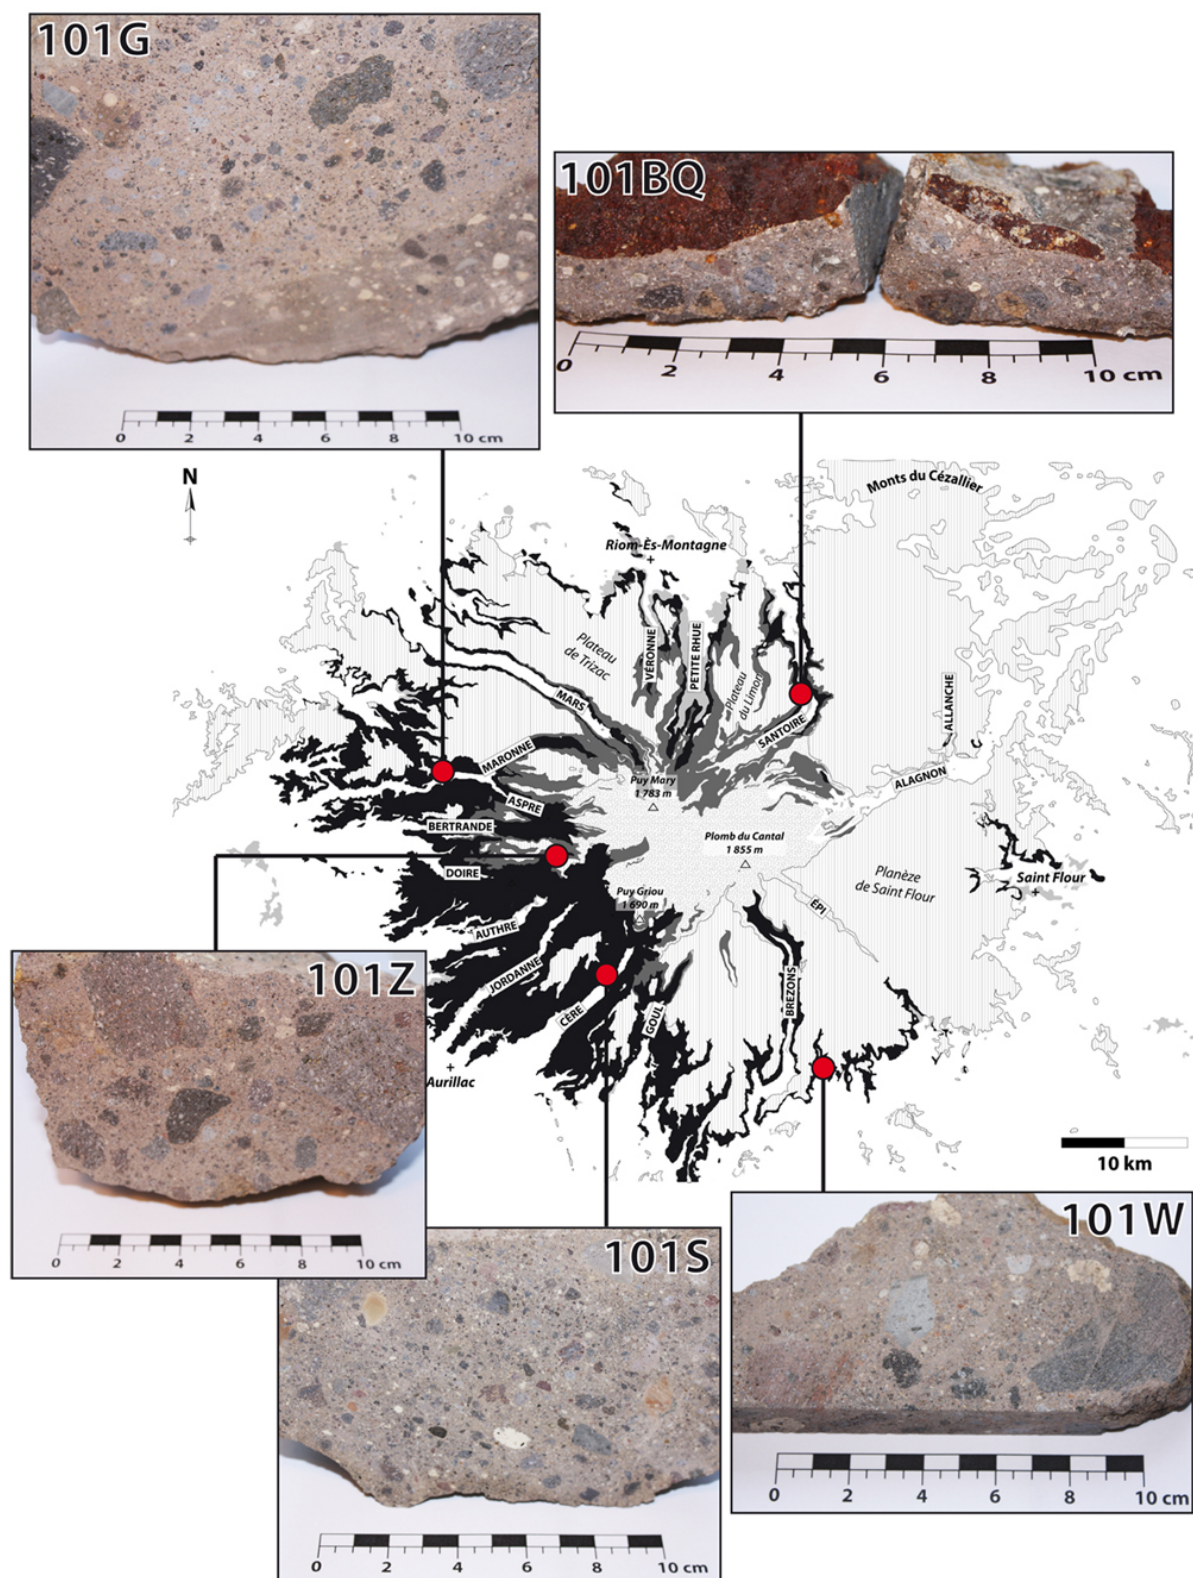 101G
0 2 4 6 8 10 cm
101BQ
0 2 4 6 8 10 cm
N
Monts du Cézallier
Riom-Ès-Montagne
+
Plateau
de Trizac
VÉRONNE
PETITE RHUE
Plateau
du Limon
MARS
SANTOIRE
ALLANCHE
MARONNE
ALAGNON
ASPRE
Puy Mary
1 783 m
BERTRANDE
Plomb du Cantal
1 855 m
DOIRE
Planèze
de Saint Flour
Saint Flour
+
Puy Griou
1 690 m
ÉPI
AUTHRE
JORDANNE
CÈRE
GOUL
BREZONS
+
Aurillac
10 km
101Z
0 2 4 6 8 10 cm
101S
0 2 4 6 8 10 cm
101W
0 2 4 6 8 10 cm